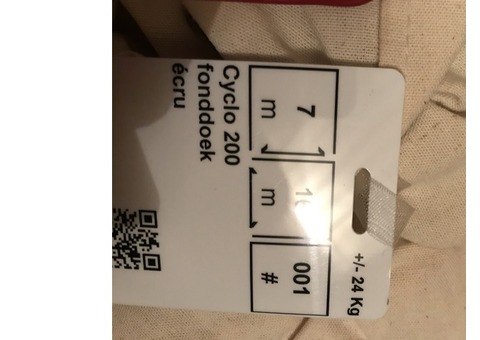 +/- 24 Kg
7
m
m
001
#
Cyclo 200
fonddoek
écru